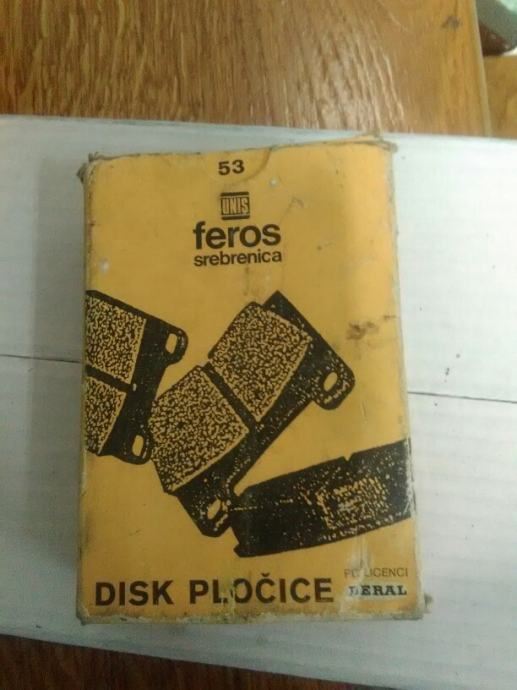 53
UNIS
feros
srebrenica
DISK PLOČICE
PO LICENCI
BERAL